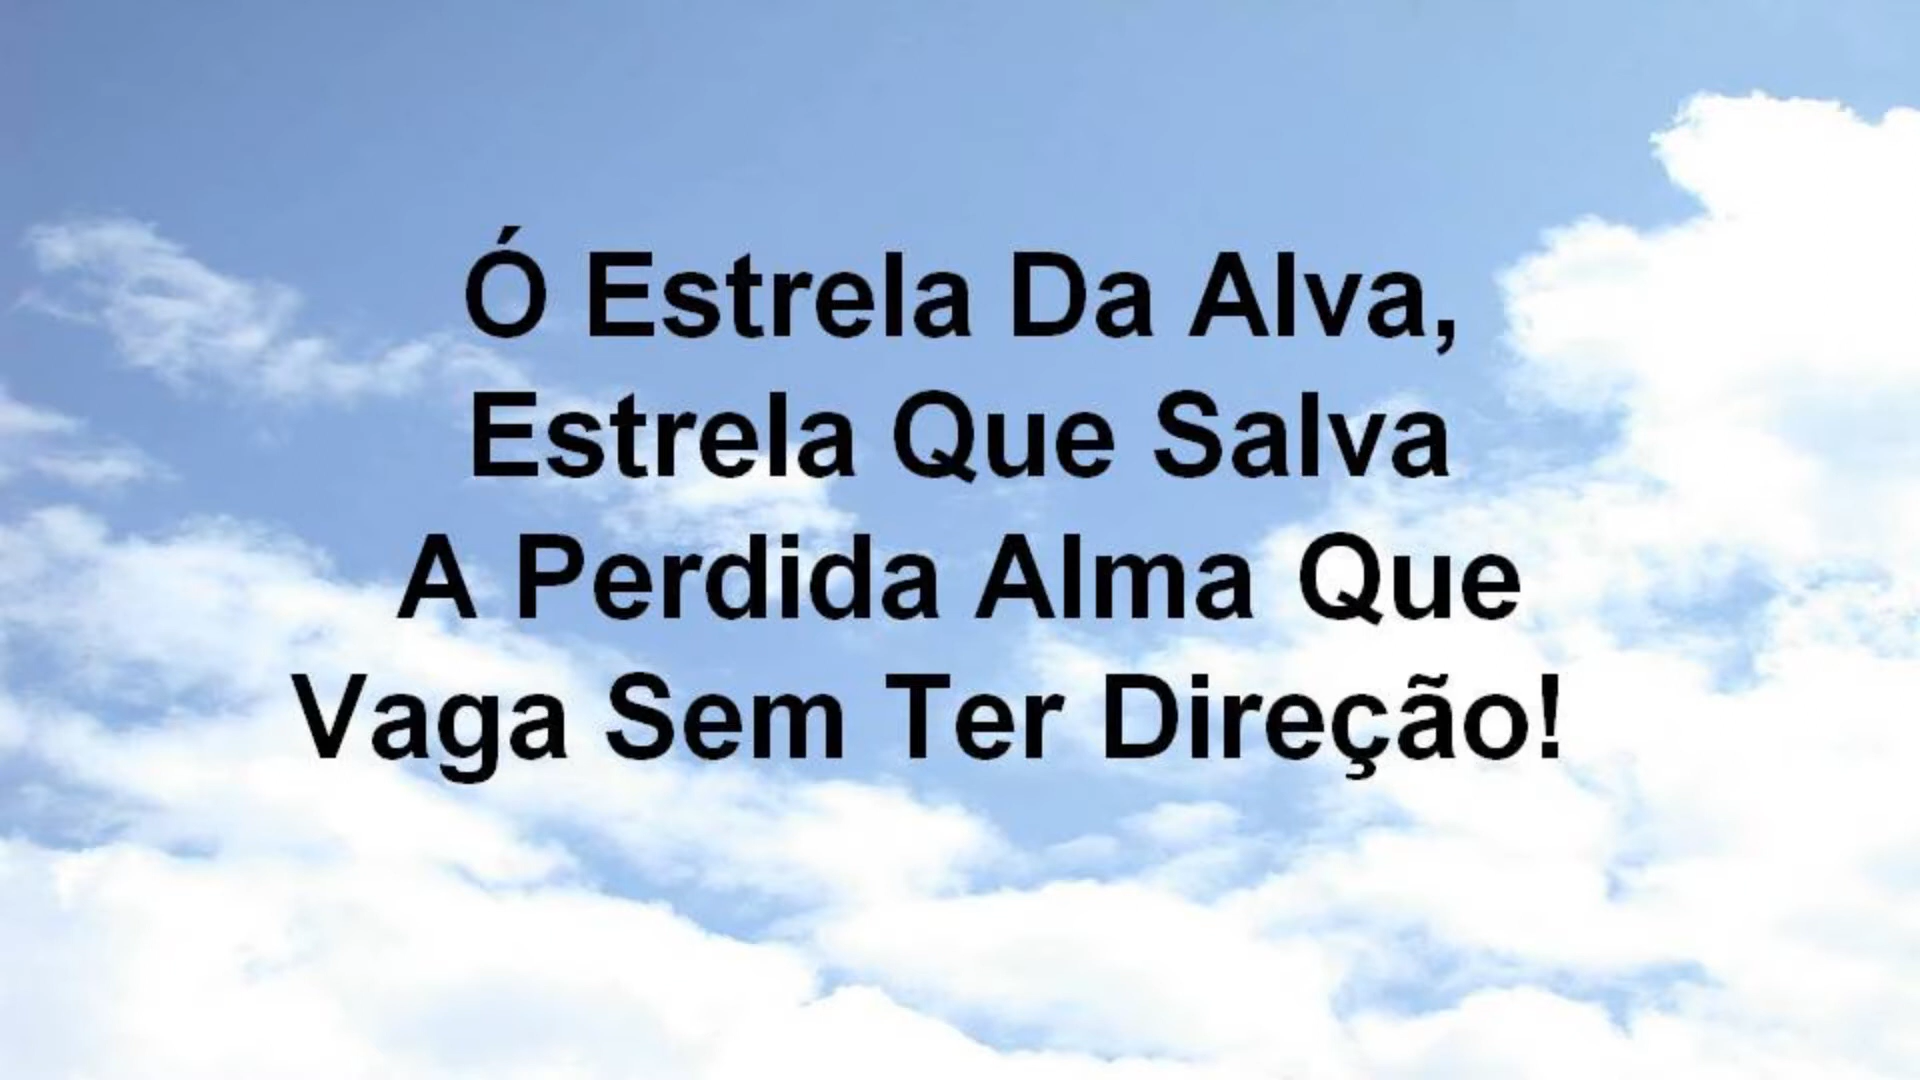 Ó Estrela Da Alva,
Estrela Que Salva
A Perdida Alma Que
Vaga Sem Ter Direção!